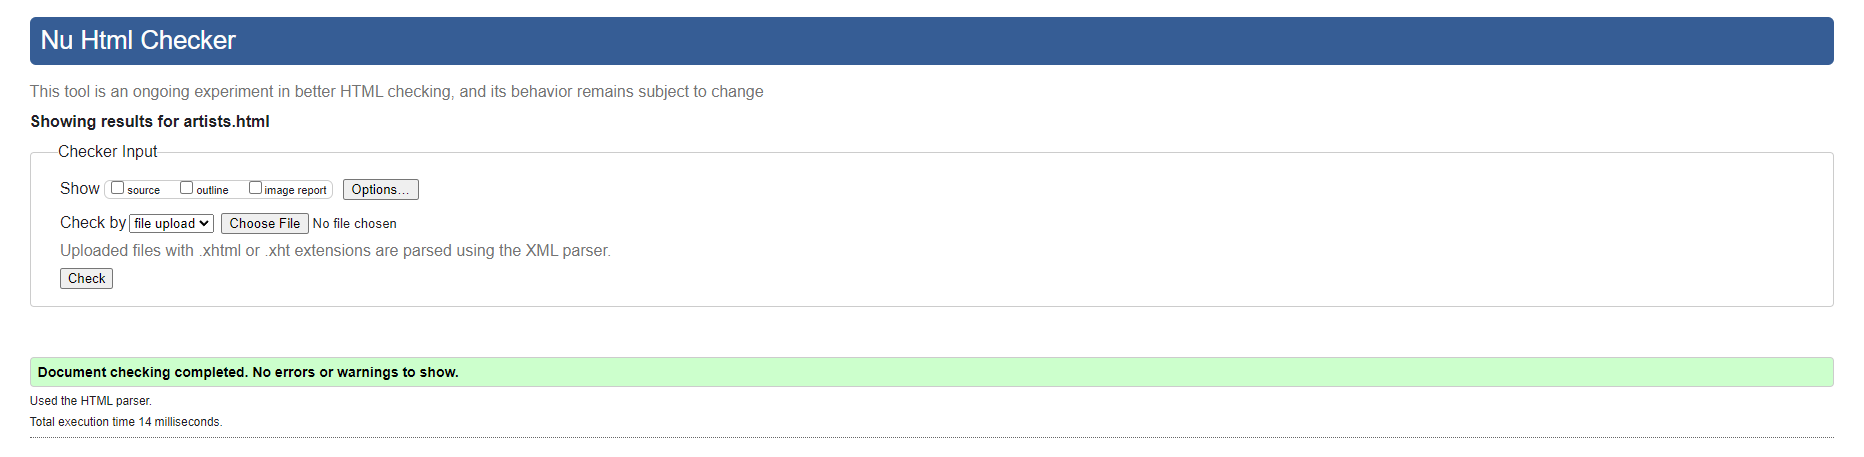 Nu Html Checker
This tool is an ongoing experiment in better HTML checking, and its behavior remains subject to change
Showing results for artists.html
Checker Input
Show source outline image report Options...
Check by file upload Choose File No file chosen
Uploaded files with .xhtml or .xht extensions are parsed using the XML parser.
Check
Document checking completed. No errors or warnings to show.
Used the HTML parser.
Total execution time 14 milliseconds.